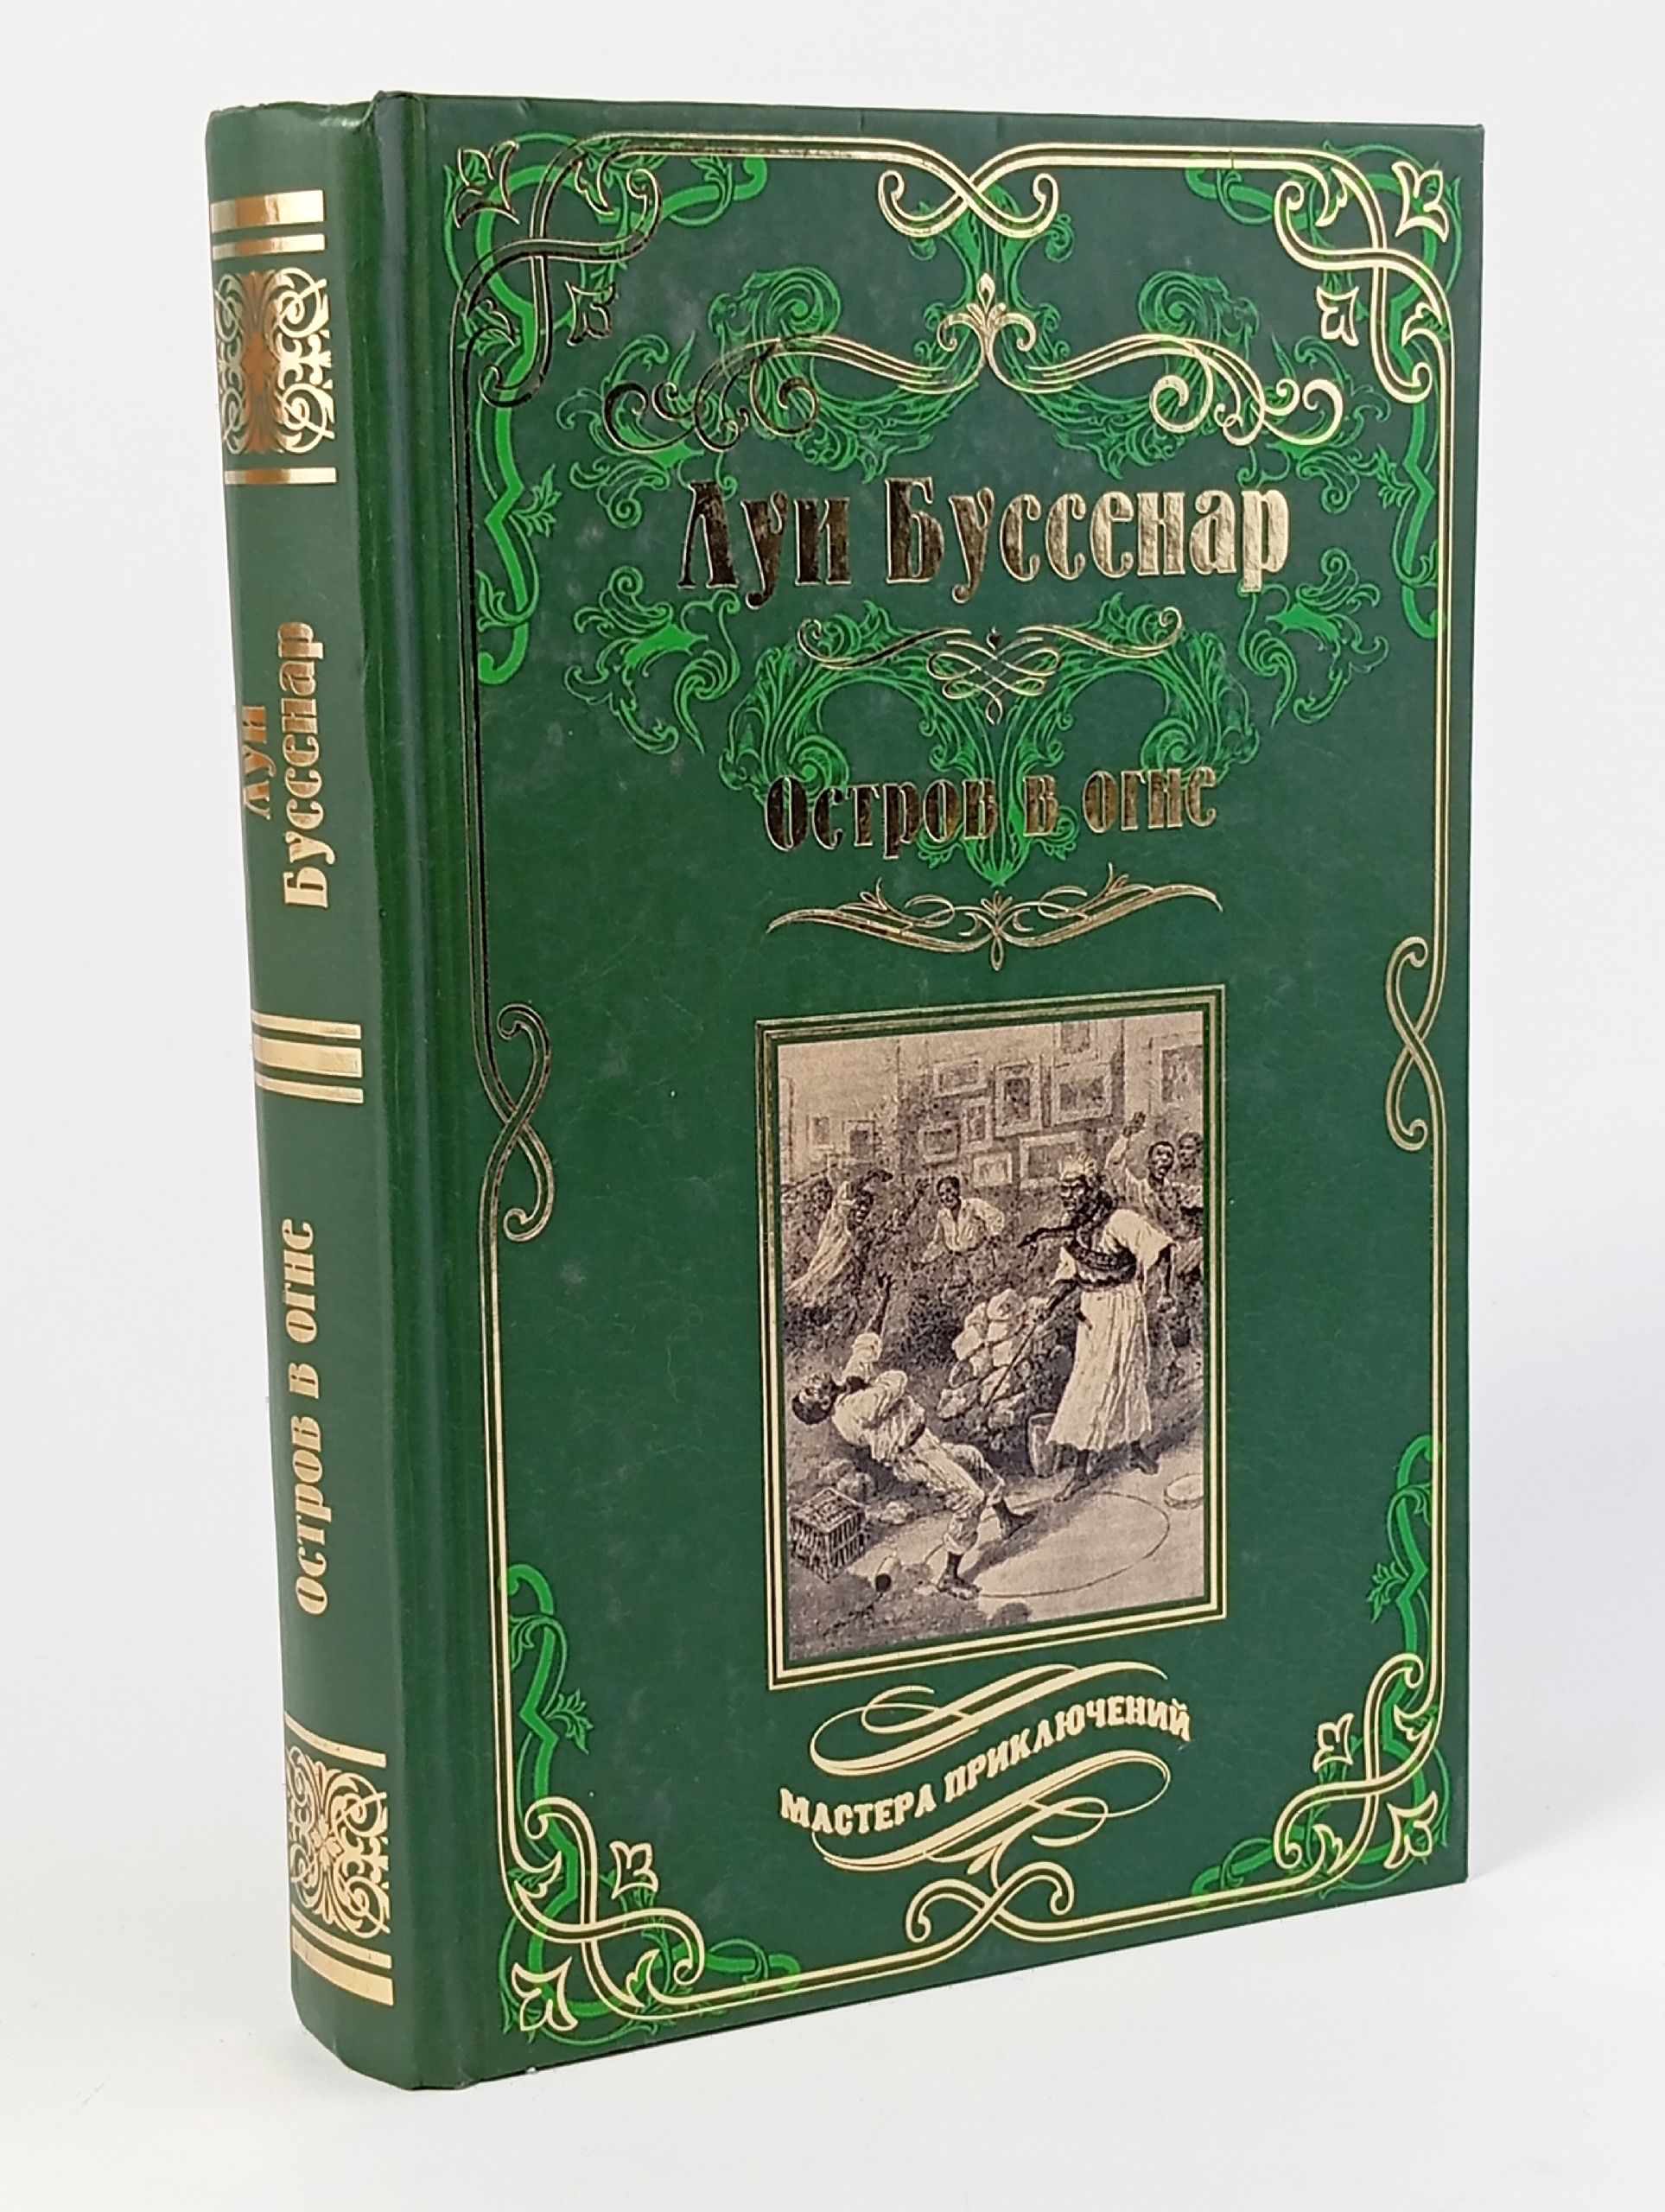 Луи Буссенар
Остров в огне
МАСТЕРА ПРИКЛЮЧЕНИЙ
Луи
Буссенар
Остров в огне